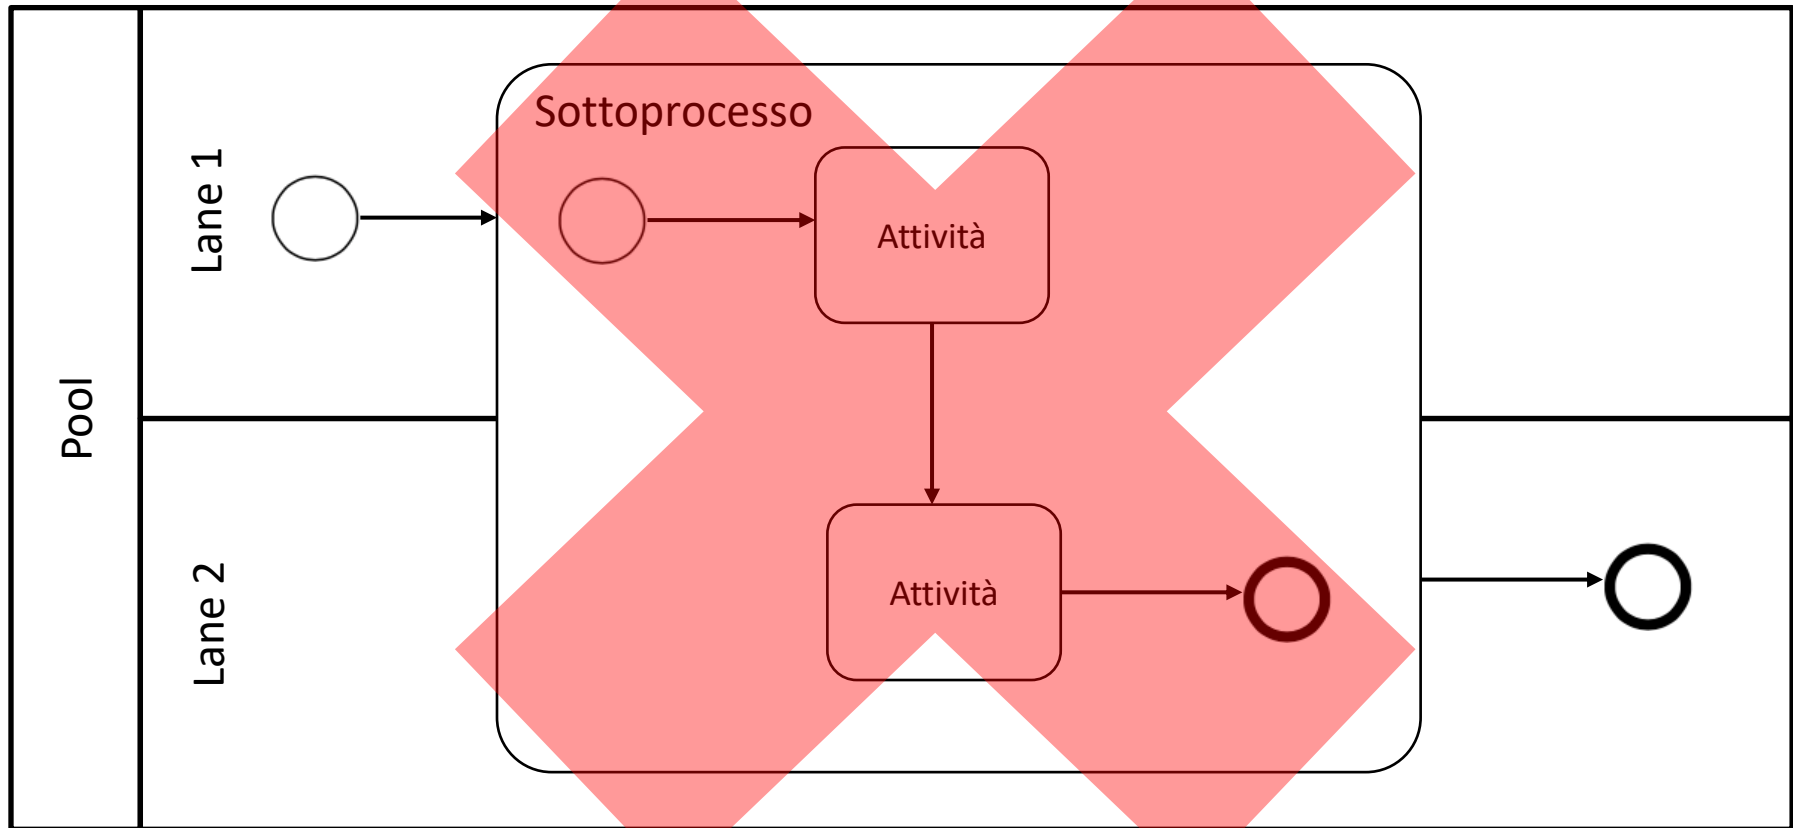 Pool
Lane 1
Sottoprocesso
Attività
Lane 2
Attività